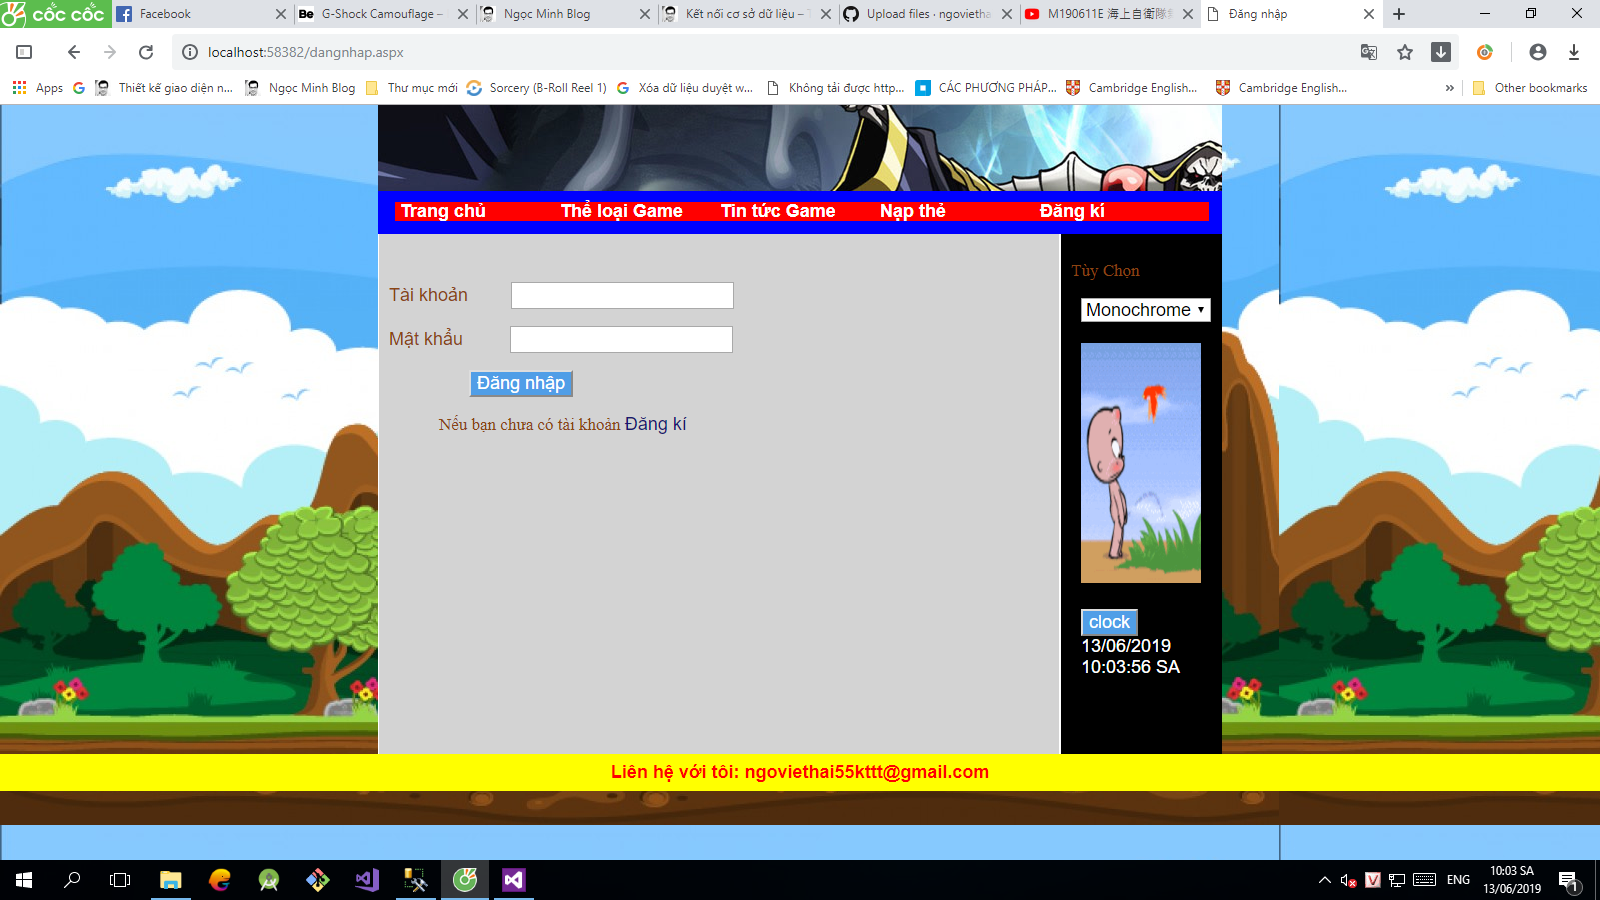 cốc cốc
Facebook
G-Shock Camouflage –
Ngọc Minh Blog
Kết nối cơ sở dữ liệu –
Upload files · ngovietha
M190611E 海上自衛隊
Đăng nhập
localhost:58382/dangnhap.aspx
Apps
Thiết kế giao diện n...
Ngọc Minh Blog
Thư mục mới
Sorcery (B-Roll Reel 1)
Xóa dữ liệu duyệt w...
Không tải được http...
CÁC PHƯƠNG PHÁP...
Cambridge English...
Cambridge English...
Other bookmarks
Trang chủ
Thể loại Game
Tin tức Game
Nạp thẻ
Đăng kí
Tài khoản
Mật khẩu
Đăng nhập
Nếu bạn chưa có tài khoản Đăng kí
Tùy Chọn
Monochrome
T
clock
13/06/2019
10:03:56 SA
Liên hệ với tôi: ngoviethai55kttt@gmail.com
ENG
10:03 SA
13/06/2019
1